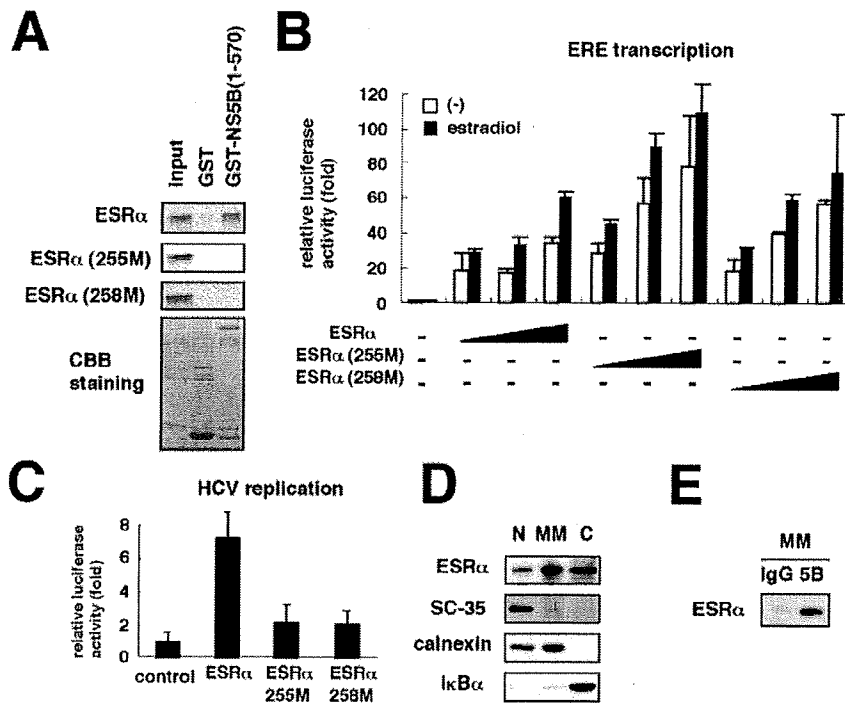 A
Input
GST
GST-NS5B(1-570)
ESRα
ESRα (255M)
ESRα (258M)
CBB
staining
B
ERE transcription
relative luciferase
activity (fold)
120
100
80
60
40
20
0
(-)
estradiol
ESRα
ESRα (255M)
ESRα (258M)
- - - - - - -
- - - - - - -
- - - - - - -
C
HCV replication
relative luciferase
activity (fold)
8
6
4
2
0
control
ESRα
ESRα
255M
ESRα
258M
D
N MM C
ESRα
SC-35
calnexin
IκBα
E
MM
IgG 5B
ESRα